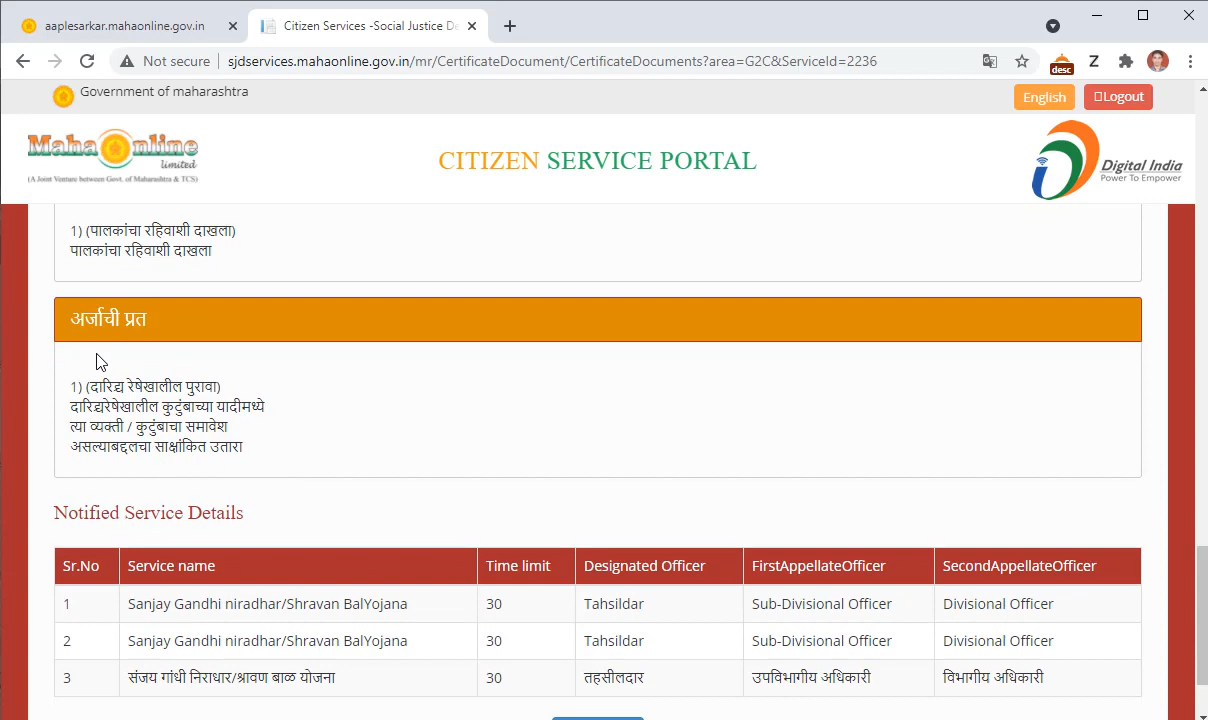 aaplesarkar.mahaonline.gov.in
Citizen Services -Social Justice De
Not secure
sjdservices.mahaonline.gov.in/mr/CertificateDocument/CertificateDocuments?area=G2C&ServiceId=2236
desc
Z
Government of maharashtra
English
Logout
MahaOnline
limited
(A Joint Venture between Govt. of Maharashtra & TCS)
CITIZEN SERVICE PORTAL
Digital India
Power To Empower
1) (पालकांचा रहिवाशी दाखला)
पालकांचा रहिवाशी दाखला
अर्जाची प्रत
1) (दारिद्र्य रेषेखालील पुरावा)
दारिद्र्यरेषेखालील कुटुंबाच्या यादीमध्ये
त्या व्यक्ती / कुटुंबाचा समावेश
असल्याबद्दलचा साक्षांकित उतारा
Notified Service Details
Sr.No Service name Time limit Designated Officer FirstAppellateOfficer SecondAppellateOfficer
1 Sanjay Gandhi niradhar/Shravan BalYojana 30 Tahsildar Sub-Divisional Officer Divisional Officer
2 Sanjay Gandhi niradhar/Shravan BalYojana 30 Tahsildar Sub-Divisional Officer Divisional Officer
3 संजय गांधी निराधार/श्रावण बाळ योजना 30 तहसीलदार उपविभागीय अधिकारी विभागीय अधिकारी